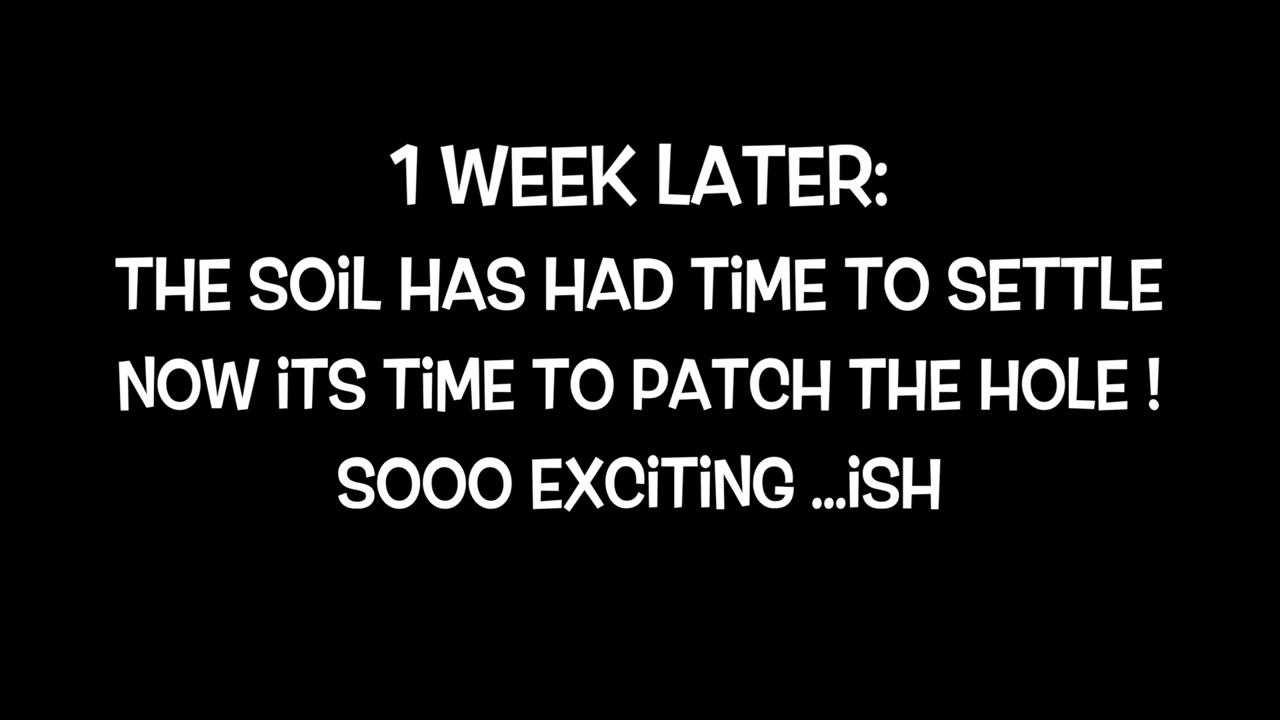 1 WEEK LATER:
THE SOiL HAS HAD TiME TO SETTLE
NOW iTS TiME TO PATCH THE HOLE !
SOOO EXCiTiNG ...iSH